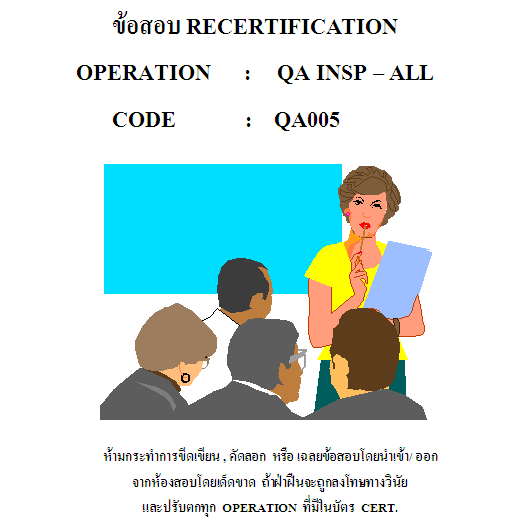 ข้อสอบ RECERTIFICATION
OPERATION : QA INSP – ALL
CODE : QA005
ห้ามกระทำการขีดเขียน , คัดลอก หรือ เฉลยข้อสอบโดยนำเข้า/ ออก
จากห้องสอบโดยเด็ดขาด ถ้าฝ่าฝืนจะถูกลงโทษทางวินัย
และปรับตกทุก OPERATION ที่มีในบัตร CERT.